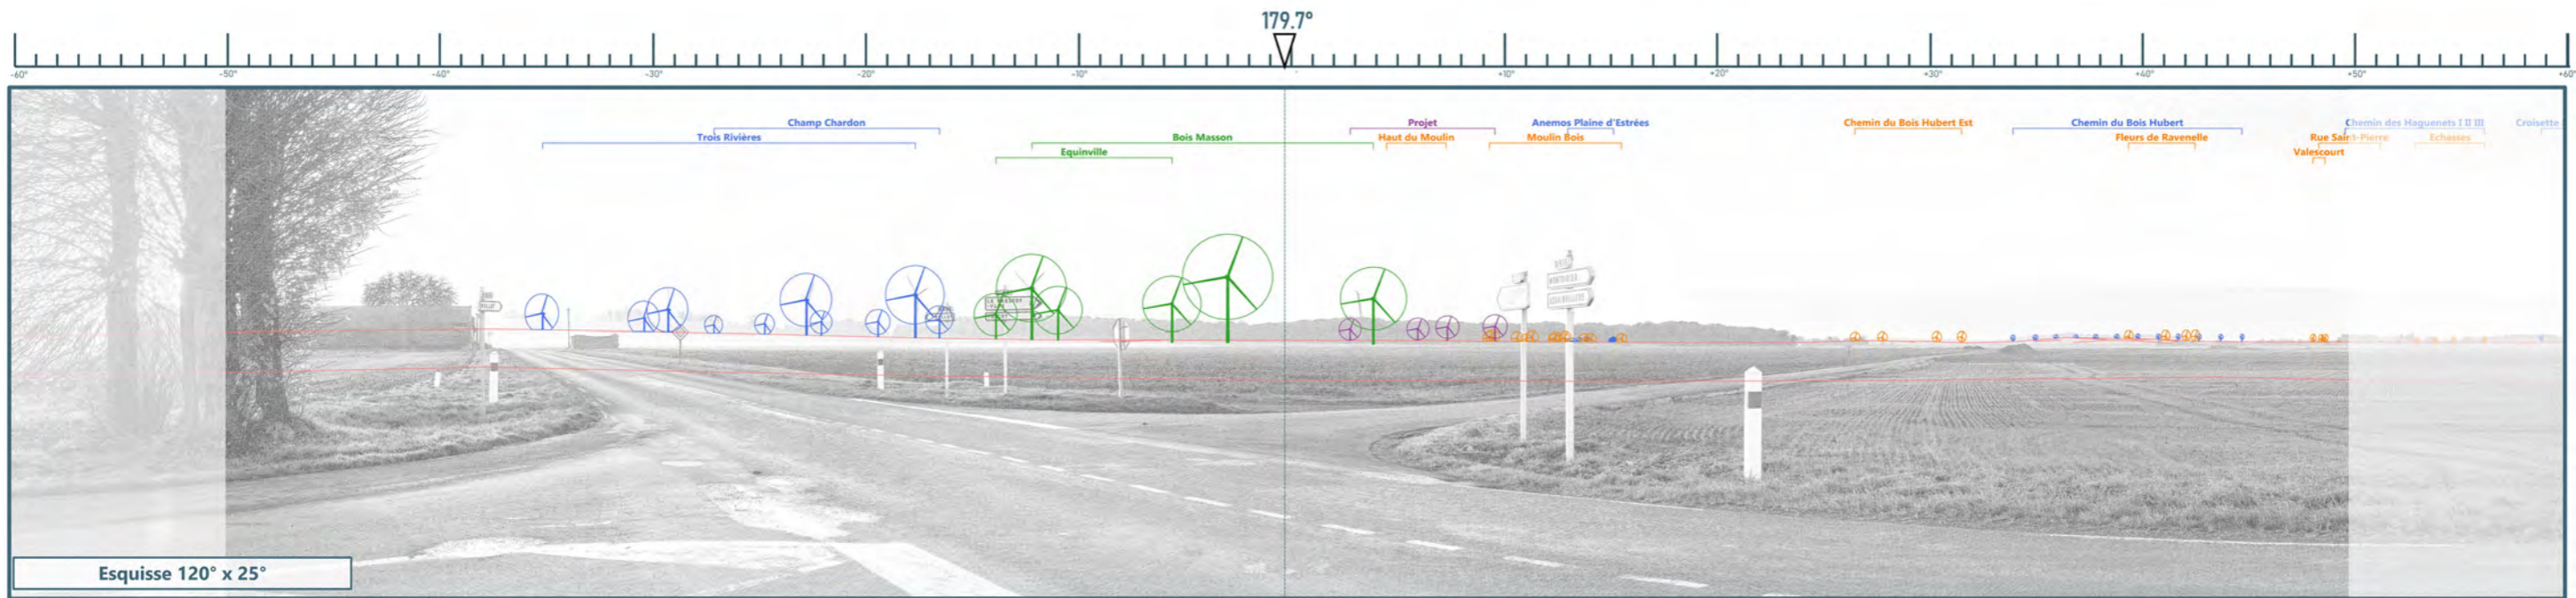 179.7°
-60° -50° -40° -30° -20° -10° +10° +20° +30° +40° +50° +60°
Champ Chardon Projet Anemos Plaine d'Estrées Chemin du Bois Hubert Est Chemin du Bois Hubert Chemin des Haguenets I II III Croisette
Trois Rivières Bois Masson Haut du Moulin Moulin Bois Fleurs de Ravenelle Rue Saint-Pierre Echasses
Equinville Valescourt
Esquisse 120° x 25°